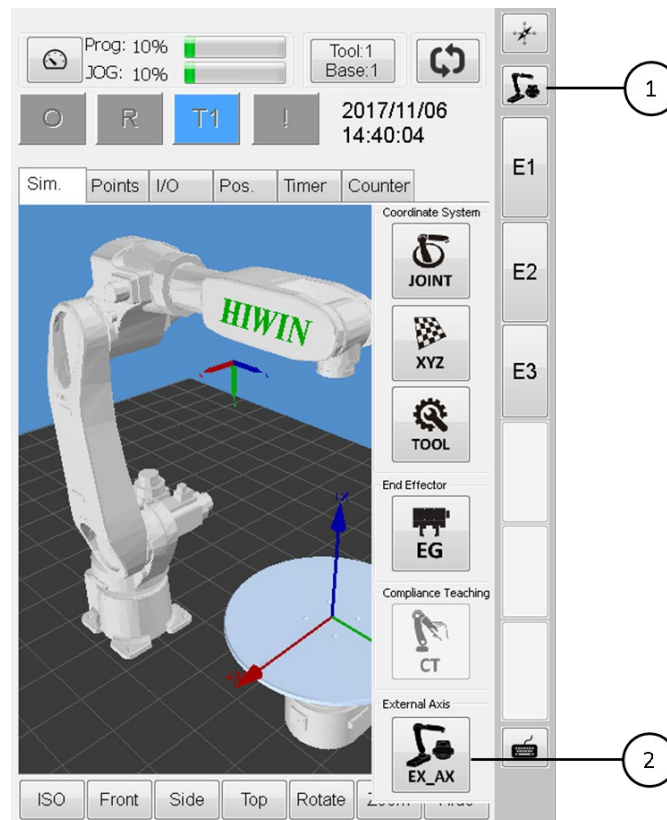 Prog: 10%
JOG: 10%
Tool:1
Base:1
O
R
T1
!
2017/11/06
14:40:04
1
E1
E2
E3
Sim.
Points
I/O
Pos.
Timer
Counter
Coordinate System
JOINT
XYZ
TOOL
HIWIN
End Effector
EG
Compliance Teaching
CT
External Axis
EX_AX
2
ISO
Front
Side
Top
Rotate